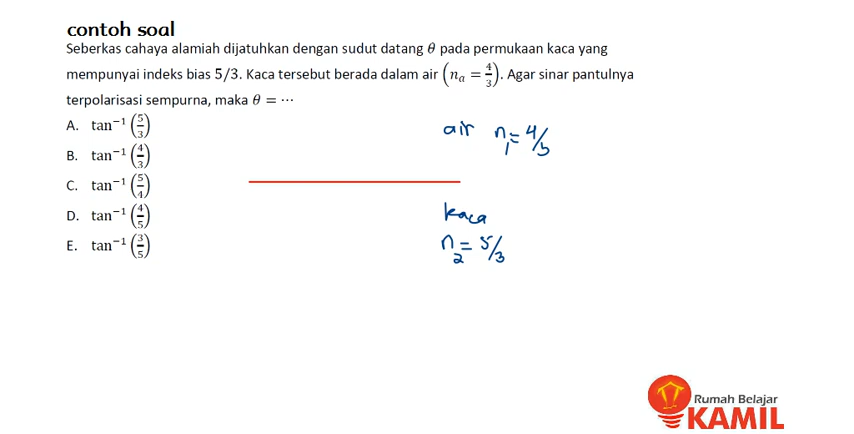 contoh soal
Seberkas cahaya alamiah dijatuhkan dengan sudut datang θ pada permukaan kaca yang
mempunyai indeks bias 5/3. Kaca tersebut berada dalam air (nₐ = 4/3). Agar sinar pantulnya
terpolarisasi sempurna, maka θ = ⋯
A. tan⁻¹ (5/3)
B. tan⁻¹ (4/3)
C. tan⁻¹ (5/4)
D. tan⁻¹ (4/5)
E. tan⁻¹ (3/5)
air n₁ = 4/3
kaca
n₂ = 5/3
Rumah Belajar
KAMIL